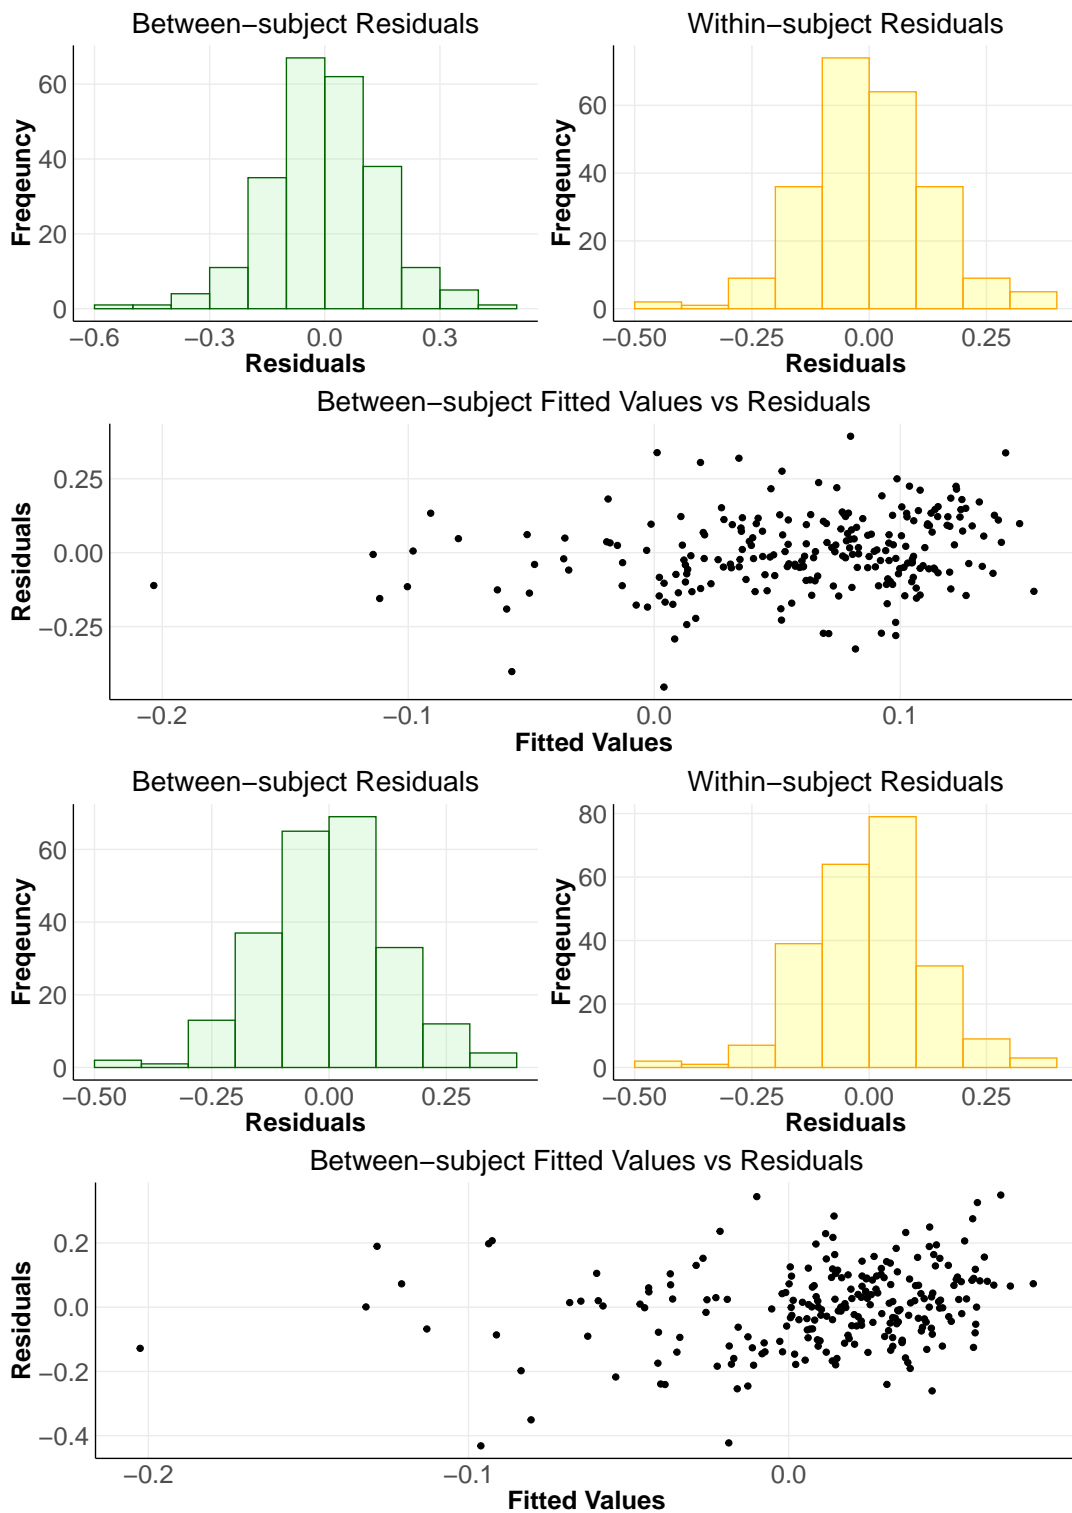 Between−subject Residuals
Within−subject Residuals
Freqeuncy
60
40
20
0
−0.6
−0.3
0.0
0.3
Residuals
Freqeuncy
60
40
20
0
−0.50
−0.25
0.00
0.25
Residuals
Between−subject Fitted Values vs Residuals
Residuals
0.25
0.00
−0.25
−0.2
−0.1
0.0
0.1
Fitted Values
Between−subject Residuals
Within−subject Residuals
Freqeuncy
60
40
20
0
−0.50
−0.25
0.00
0.25
Residuals
Freqeuncy
80
60
40
20
0
−0.50
−0.25
0.00
0.25
Residuals
Between−subject Fitted Values vs Residuals
Residuals
0.2
0.0
−0.2
−0.4
−0.2
−0.1
0.0
Fitted Values